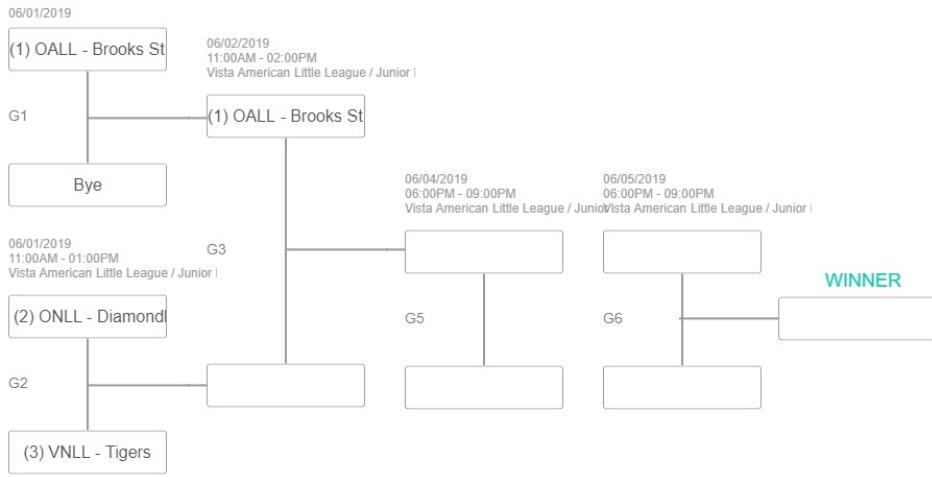 06/01/2019
(1) OALL - Brooks St
G1
Bye
06/02/2019
11:00AM - 02:00PM
Vista American Little League / Junior
(1) OALL - Brooks St
06/01/2019
11:00AM - 01:00PM
Vista American Little League / Junior
(2) ONLL - Diamond
G2
(3) VNLL - Tigers
G3
06/04/2019
06:00PM - 09:00PM
Vista American Little League / Junior
G5
06/05/2019
06:00PM - 09:00PM
Vista American Little League / Junior
G6
WINNER